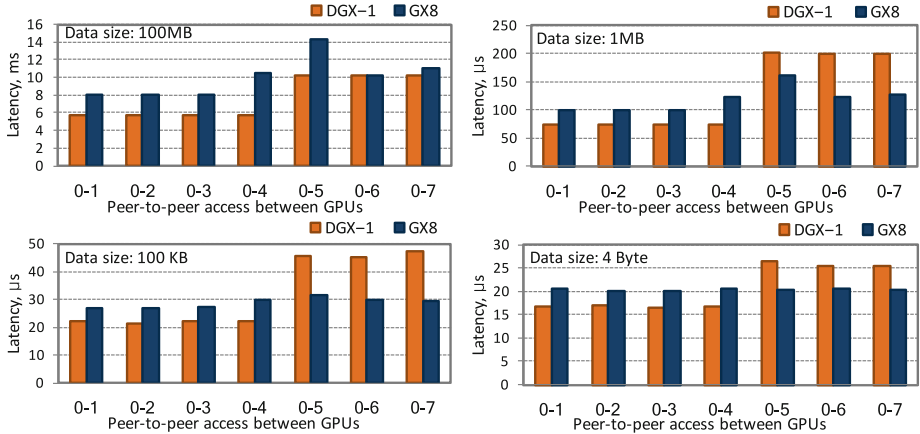 DGX–1 GX8
Data size: 100MB
Latency, ms
16
14
12
10
8
6
4
2
0
0-1 0-2 0-3 0-4 0-5 0-6 0-7
Peer-to-peer access between GPUs
DGX–1 GX8
Data size: 1MB
Latency, µs
250
200
150
100
50
0
0-1 0-2 0-3 0-4 0-5 0-6 0-7
Peer-to-peer access between GPUs
DGX–1 GX8
Data size: 100 KB
Latency, µs
50
40
30
20
10
0
0-1 0-2 0-3 0-4 0-5 0-6 0-7
Peer-to-peer access between GPUs
DGX–1 GX8
Data size: 4 Byte
Latency, µs
30
25
20
15
10
5
0
0-1 0-2 0-3 0-4 0-5 0-6 0-7
Peer-to-peer access between GPUs